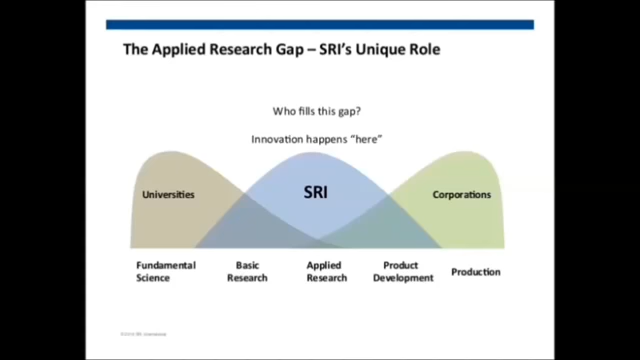 The Applied Research Gap – SRI's Unique Role
Who fills this gap?
Innovation happens "here"
Universities
SRI
Corporations
Fundamental
Science
Basic
Research
Applied
Research
Product
Development
Production